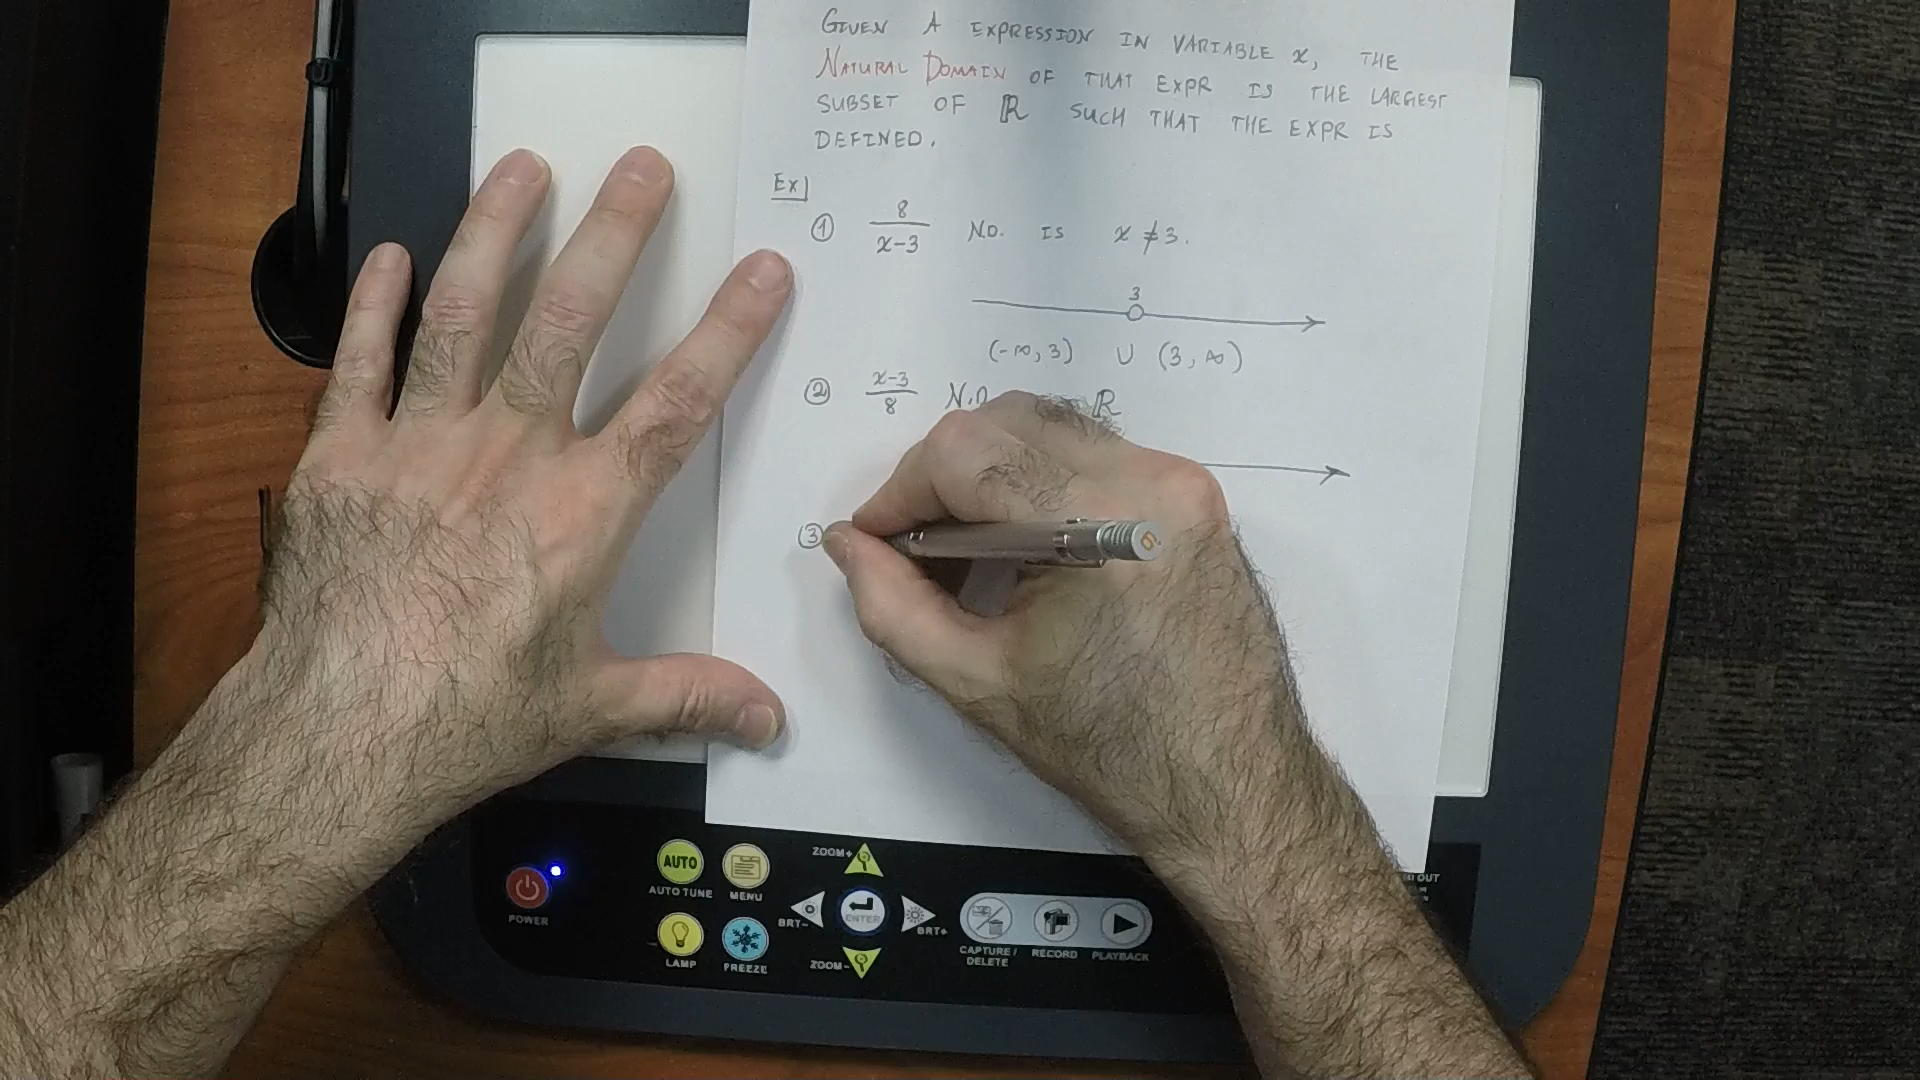 GIVEN A EXPRESSION IN VARIABLE x, THE
NATURAL DOMAIN OF THAT EXPR IS THE LARGEST
SUBSET OF ℝ SUCH THAT THE EXPR IS
DEFINED.
Ex]
① 8/(x-3) N.D. IS x ≠ 3.
3
(-∞, 3) ∪ (3, ∞)
② (x-3)/8 N.D. ℝ
③
POWER
AUTO
AUTO TUNE
MENU
LAMP
FREEZE
ZOOM+
BRT-
ENTER
BRT+
ZOOM-
CAPTURE / DELETE
RECORD
PLAYBACK
OUT